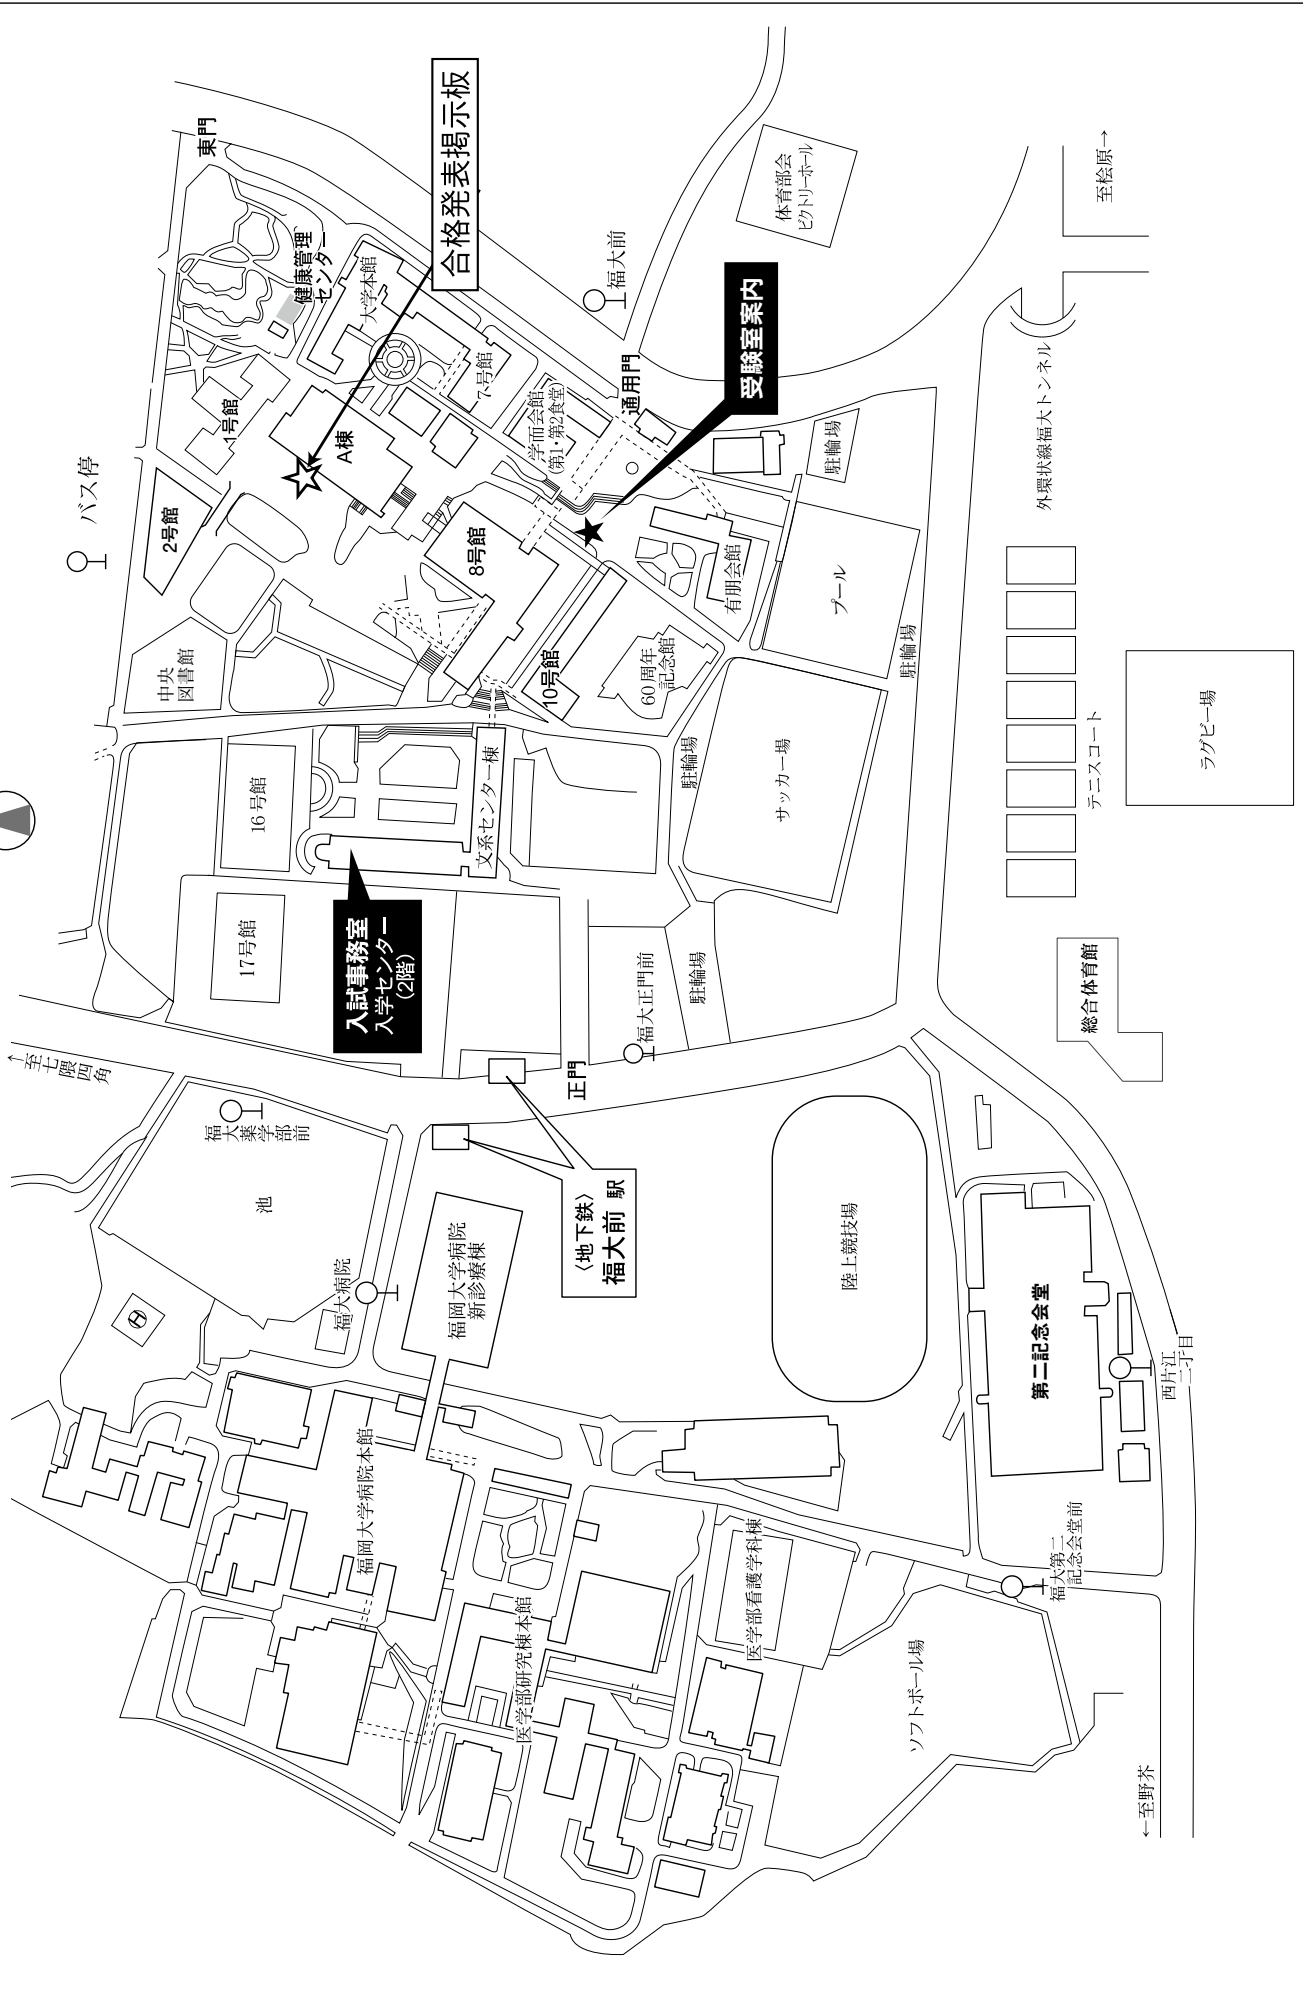 東門
合格発表掲示板
健康管理
センター
大学本館
福大前
体育部会
ビクトリーホール
至桧原→
1号館
A棟
7号館
学而会館
(第1・第2食堂)
通用門
受験室案内
駐輪場
外環状線福大トンネル
バス停
2号館
8号館
有朋会館
プール
中央
図書館
10号館
60周年
記念館
駐輪場
16号館
文系センター棟
駐輪場
サッカー場
テニスコート
ラグビー場
17号館
入試事務室
入学センター
(2階)
福大正門前
駐輪場
総合体育館
↑至七隈四角
正門
福大薬学部前
池
〈地下鉄〉
福大前 駅
福大病院
福岡大学病院
新診療棟
陸上競技場
H
第二記念会堂
西片江
二丁目
福岡大学病院本館
医学部看護学科棟
福大第二
記念会堂前
医学部研究棟本館
ソフトボール場
←至野芥